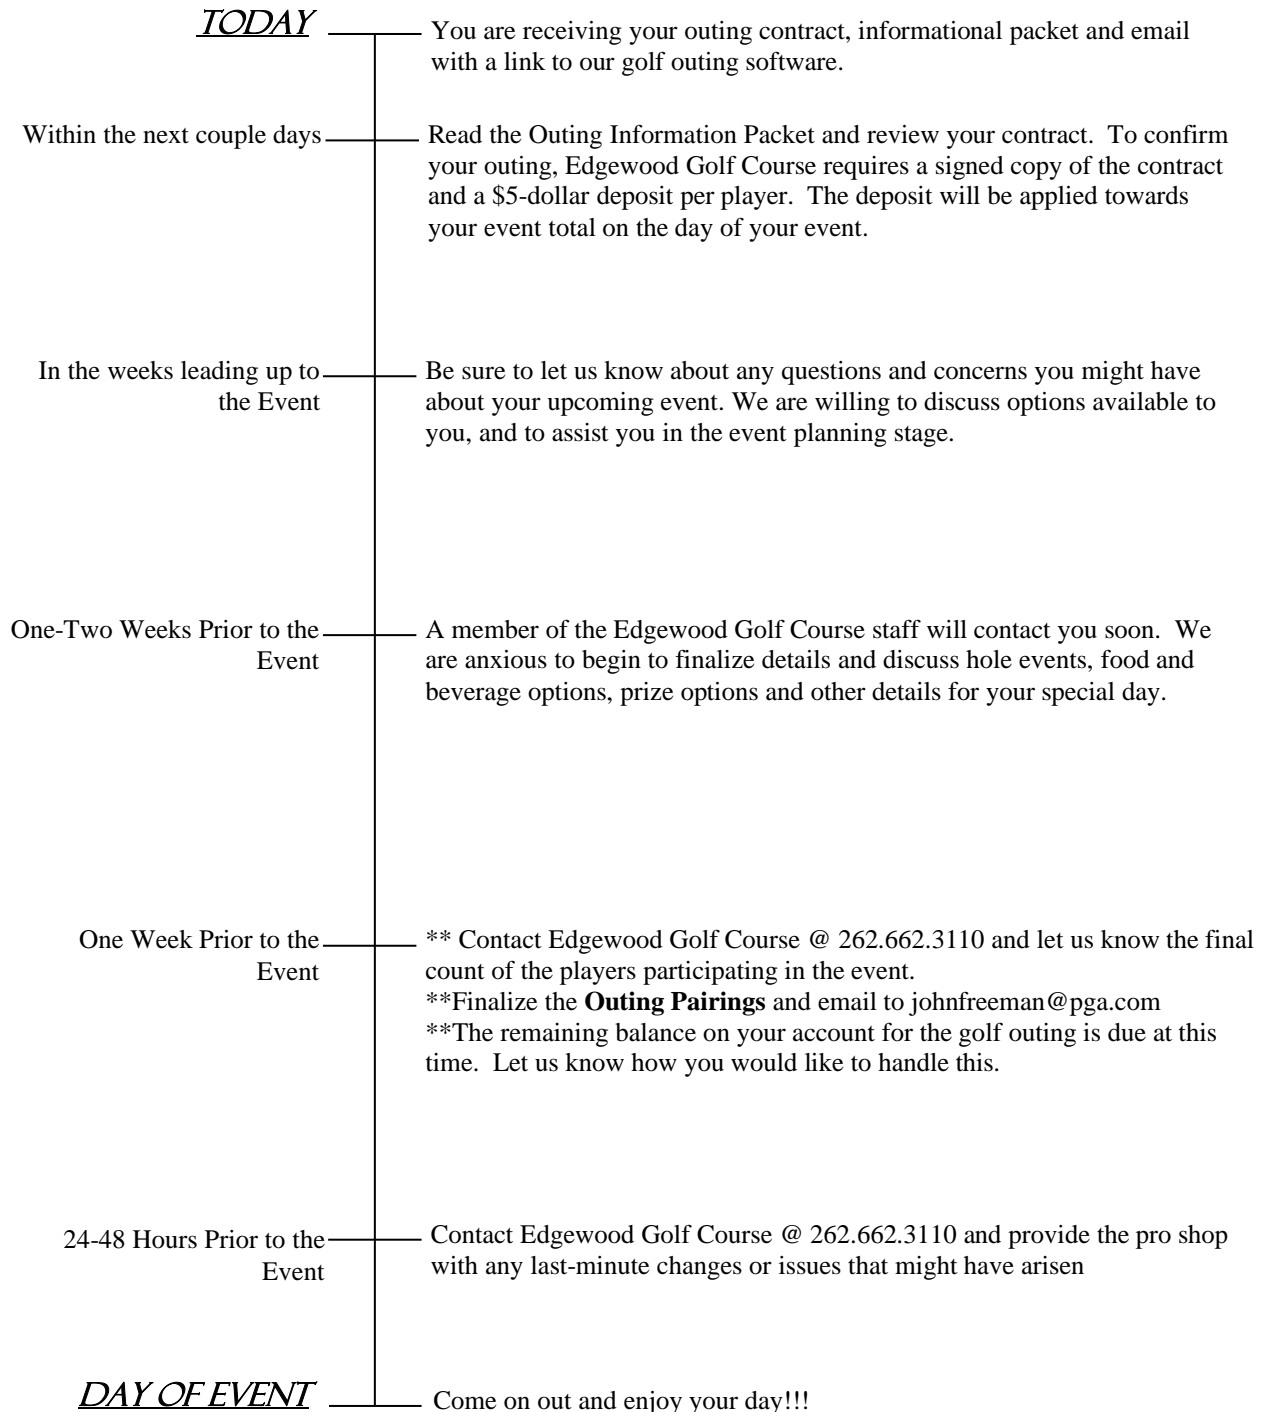 TODAY
You are receiving your outing contract, informational packet and email
with a link to our golf outing software.
Within the next couple days
Read the Outing Information Packet and review your contract.  To confirm
your outing, Edgewood Golf Course requires a signed copy of the contract
and a $5-dollar deposit per player.  The deposit will be applied towards
your event total on the day of your event.
In the weeks leading up to
the Event
Be sure to let us know about any questions and concerns you might have
about your upcoming event. We are willing to discuss options available to
you, and to assist you in the event planning stage.
One-Two Weeks Prior to the
Event
A member of the Edgewood Golf Course staff will contact you soon.  We
are anxious to begin to finalize details and discuss hole events, food and
beverage options, prize options and other details for your special day.
One Week Prior to the
Event
** Contact Edgewood Golf Course @ 262.662.3110 and let us know the final
count of the players participating in the event.
**Finalize the Outing Pairings and email to johnfreeman@pga.com
**The remaining balance on your account for the golf outing is due at this
time.  Let us know how you would like to handle this.
24-48 Hours Prior to the
Event
Contact Edgewood Golf Course @ 262.662.3110 and provide the pro shop
with any last-minute changes or issues that might have arisen
DAY OF EVENT
Come on out and enjoy your day!!!